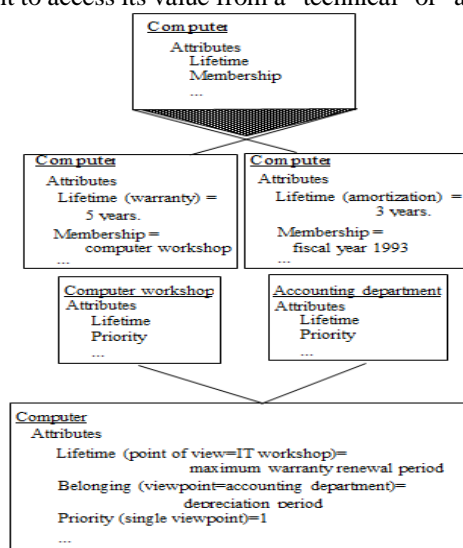 nt to access its value from a "technical" or "a
Computer
Attributes
Lifetime
Membership
...
Computer
Attributes
Lifetime (warranty) =
5 years.
Membership =
computer workshop
...
Computer
Attributes
Lifetime (amortization) =
3 years.
Membership =
fiscal year 1993
...
Computer workshop
Attributes
Lifetime
Priority
...
Accounting department
Attributes
Lifetime
Priority
...
Computer
Attributes
Lifetime (point of view=IT workshop)=
maximum warranty renewal period
Belonging (viewpoint=accounting department)=
depreciation period
Priority (single viewpoint)=1
...